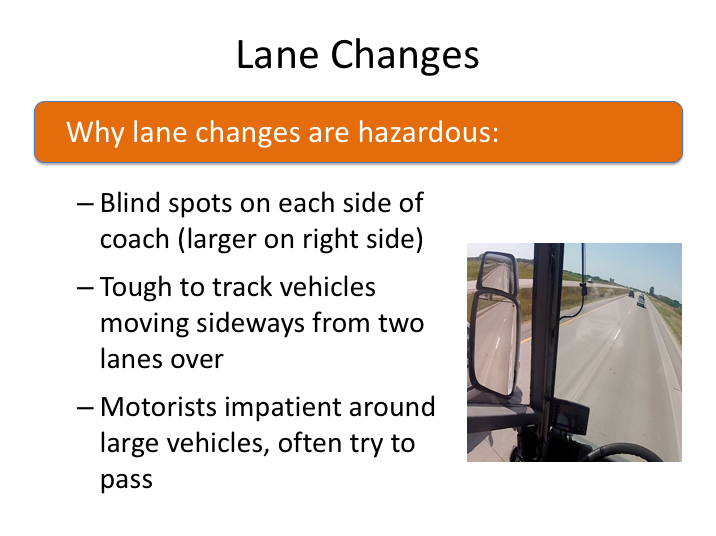 Lane Changes
Why lane changes are hazardous:
– Blind spots on each side of
coach (larger on right side)
– Tough to track vehicles
moving sideways from two
lanes over
– Motorists impatient around
large vehicles, often try to
pass